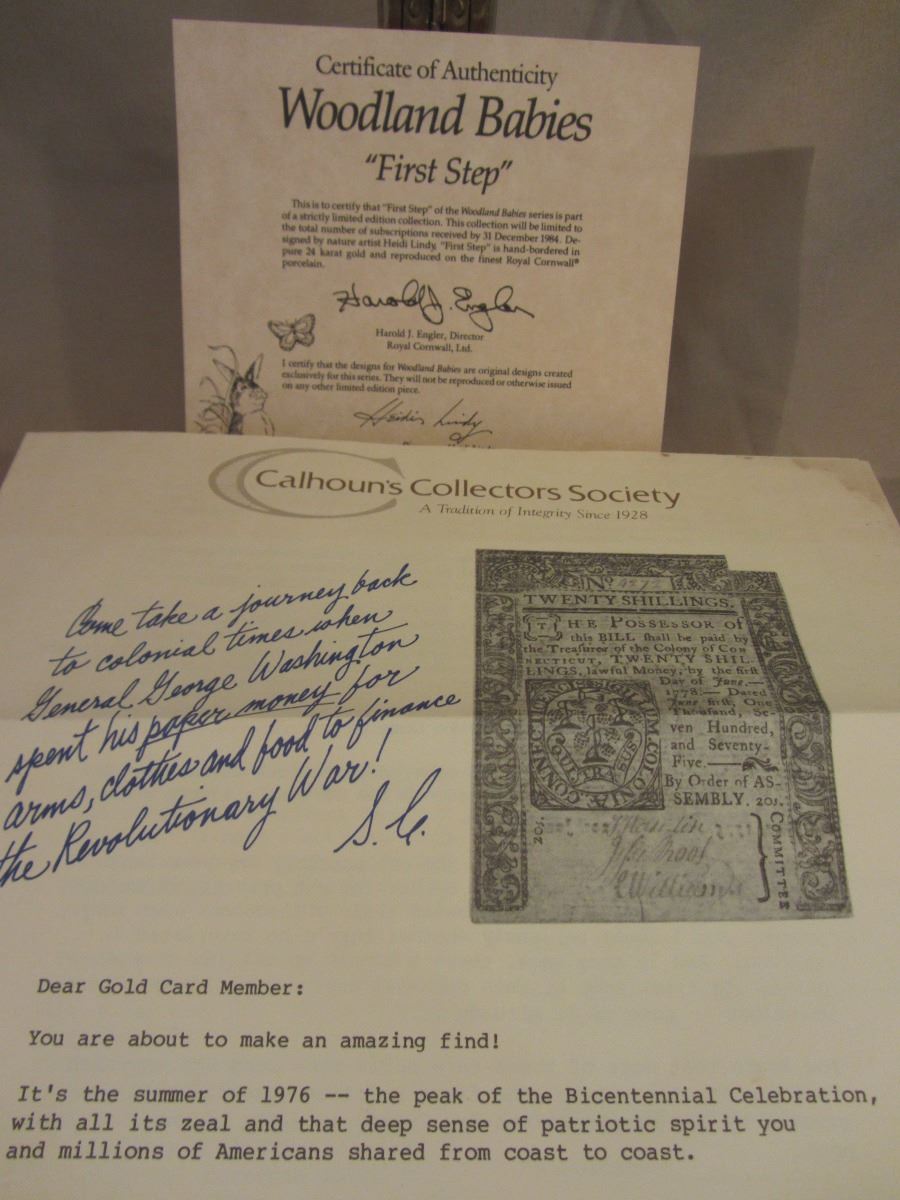 Certificate of Authenticity
Woodland Babies
"First Step"
This is to certify that "First Step" of the Woodland Babies series is part
of a strictly limited edition collection. This collection will be limited to
the total number of subscriptions received by 31 December 1984. De-
signed by nature artist Heidi Lindy, "First Step" is hand-bordered in
pure 24 karat gold and reproduced on the finest Royal Cornwall®
porcelain.
Harold J. Engler
Harold J. Engler, Director
Royal Cornwall, Ltd.
I certify that the designs for Woodland Babies are original designs created
exclusively for this series. They will not be reproduced or otherwise issued
on any other limited edition piece.
Heidi Lindy
Calhoun's Collectors Society
A Tradition of Integrity Since 1928
Come take a journey back
to colonial times when
General George Washington
spent his paper money for
arms, clothes and food to finance
the Revolutionary War!
S. C.
No
TWENTY SHILLINGS.
THE POSSESSOR of
this BILL shall be paid by
the Treasurer of the Colony of CON
NECTICUT, TWENTY SHIL-
LINGS, lawful Money, by the first
Day of June,
1778.— Dated
June first, One
Thousand, Se-
ven Hundred,
and Seventy-
Five.
By Order of AS-
SEMBLY. 20s.
20s.
COMMITTEE
Dear Gold Card Member:
You are about to make an amazing find!
It's the summer of 1976 -- the peak of the Bicentennial Celebration,
with all its zeal and that deep sense of patriotic spirit you
and millions of Americans shared from coast to coast.